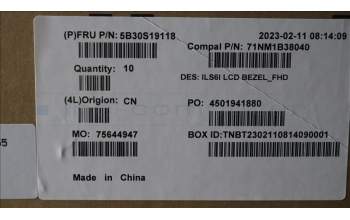 (P)FRU P/N: 5B30S19118
2023-02-11 08:14:09
Compal P/N: 71NM1B38040
Quantity: 10
DES: ILS6I LCD BEZEL_FHD
(4L)Origion: CN
PO: 4501941880
MO: 75644947
BOX ID:TNBT2302110814090001
Made in China